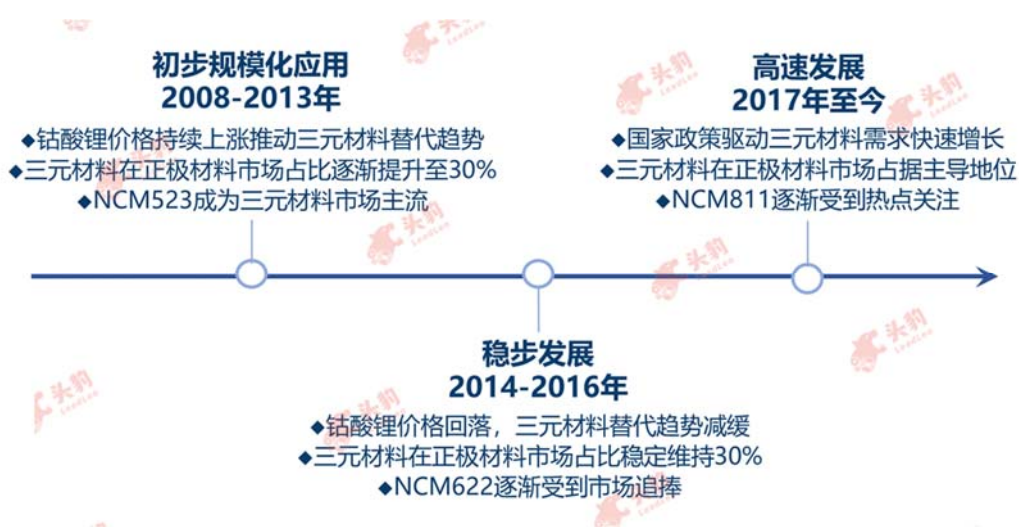 初步规模化应用
2008-2013年
◆钴酸锂价格持续上涨推动三元材料替代趋势
◆三元材料在正极材料市场占比逐渐提升至30%
◆NCM523成为三元材料市场主流
高速发展
2017年至今
◆国家政策驱动三元材料需求快速增长
◆三元材料在正极材料市场占据主导地位
◆NCM811逐渐受到热点关注
稳步发展
2014-2016年
◆钴酸锂价格回落，三元材料替代趋势减缓
◆三元材料在正极材料市场占比稳定维持30%
◆NCM622逐渐受到市场追捧
头豹
LeadLeo